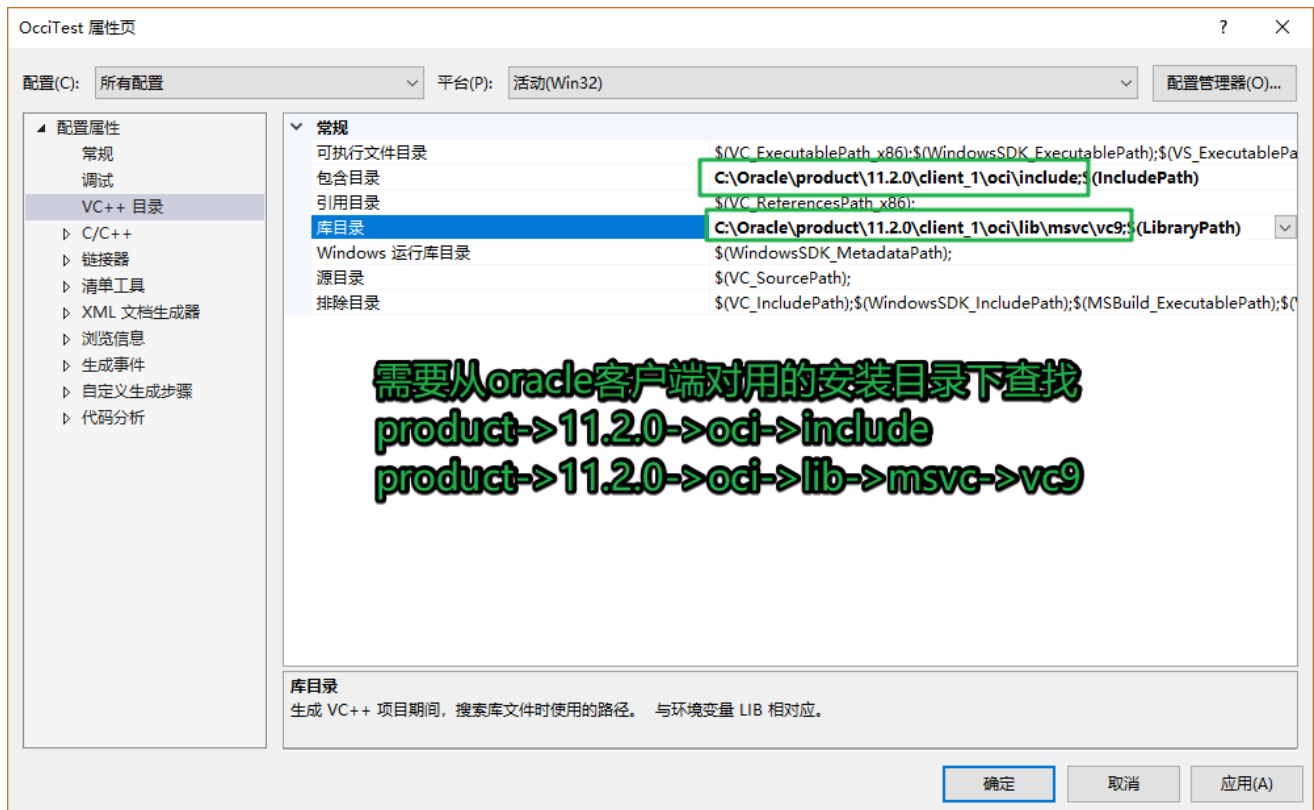 OcciTest 属性页
配置(C): 所有配置 平台(P): 活动(Win32) 配置管理器(O)...
配置属性
常规
调试
VC++ 目录
C/C++
链接器
清单工具
XML 文档生成器
浏览信息
生成事件
自定义生成步骤
代码分析
常规
可执行文件目录 $(VC_ExecutablePath_x86);$(WindowsSDK_ExecutablePath);$(VS_ExecutablePa
包含目录 C:\Oracle\product\11.2.0\client_1\oci\include;$(IncludePath)
引用目录 $(VC_ReferencesPath_x86);
库目录 C:\Oracle\product\11.2.0\client_1\oci\lib\msvc\vc9;$(LibraryPath)
Windows 运行库目录 $(WindowsSDK_MetadataPath);
源目录 $(VC_SourcePath);
排除目录 $(VC_IncludePath);$(WindowsSDK_IncludePath);$(MSBuild_ExecutablePath);$(
需要从oracle客户端对用的安装目录下查找
product->11.2.0->oci->include
product->11.2.0->oci->lib->msvc->vc9
库目录
生成 VC++ 项目期间，搜索库文件时使用的路径。 与环境变量 LIB 相对应。
确定 取消 应用(A)